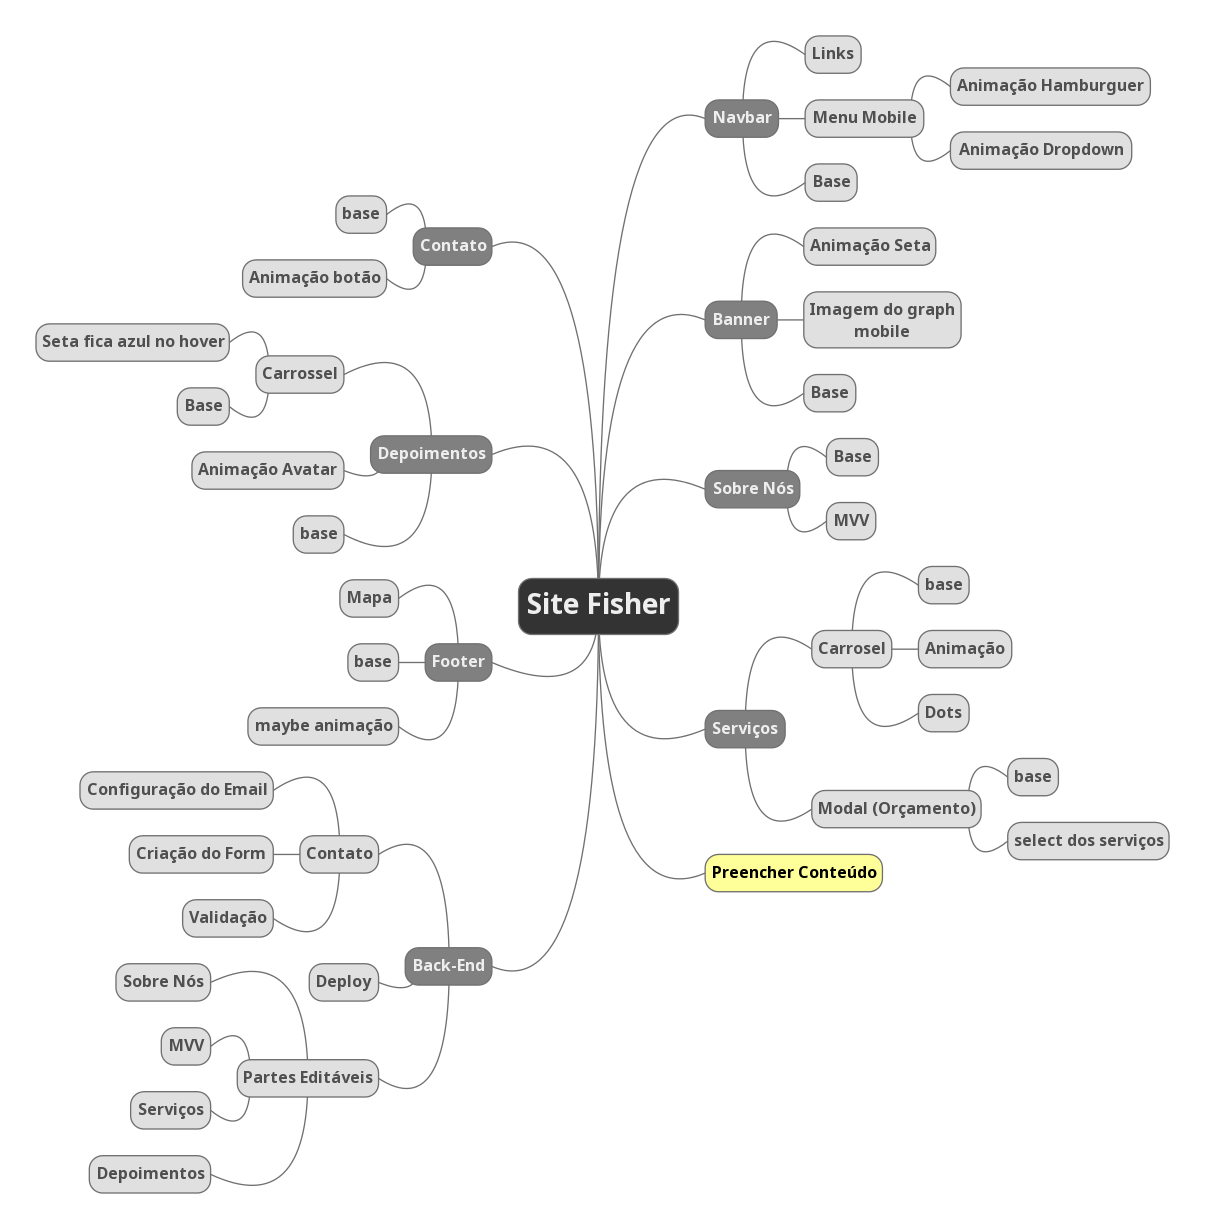 Site Fisher
Navbar
Links
Menu Mobile
Animação Hamburguer
Animação Dropdown
Base
Banner
Animação Seta
Imagem do graph
mobile
Base
Sobre Nós
Base
MVV
Serviços
Carrosel
base
Animação
Dots
Modal (Orçamento)
base
select dos serviços
Preencher Conteúdo
Contato
base
Animação botão
Depoimentos
Carrossel
Seta fica azul no hover
Base
Animação Avatar
base
Footer
Mapa
base
maybe animação
Back-End
Contato
Configuração do Email
Criação do Form
Validação
Deploy
Partes Editáveis
Sobre Nós
MVV
Serviços
Depoimentos